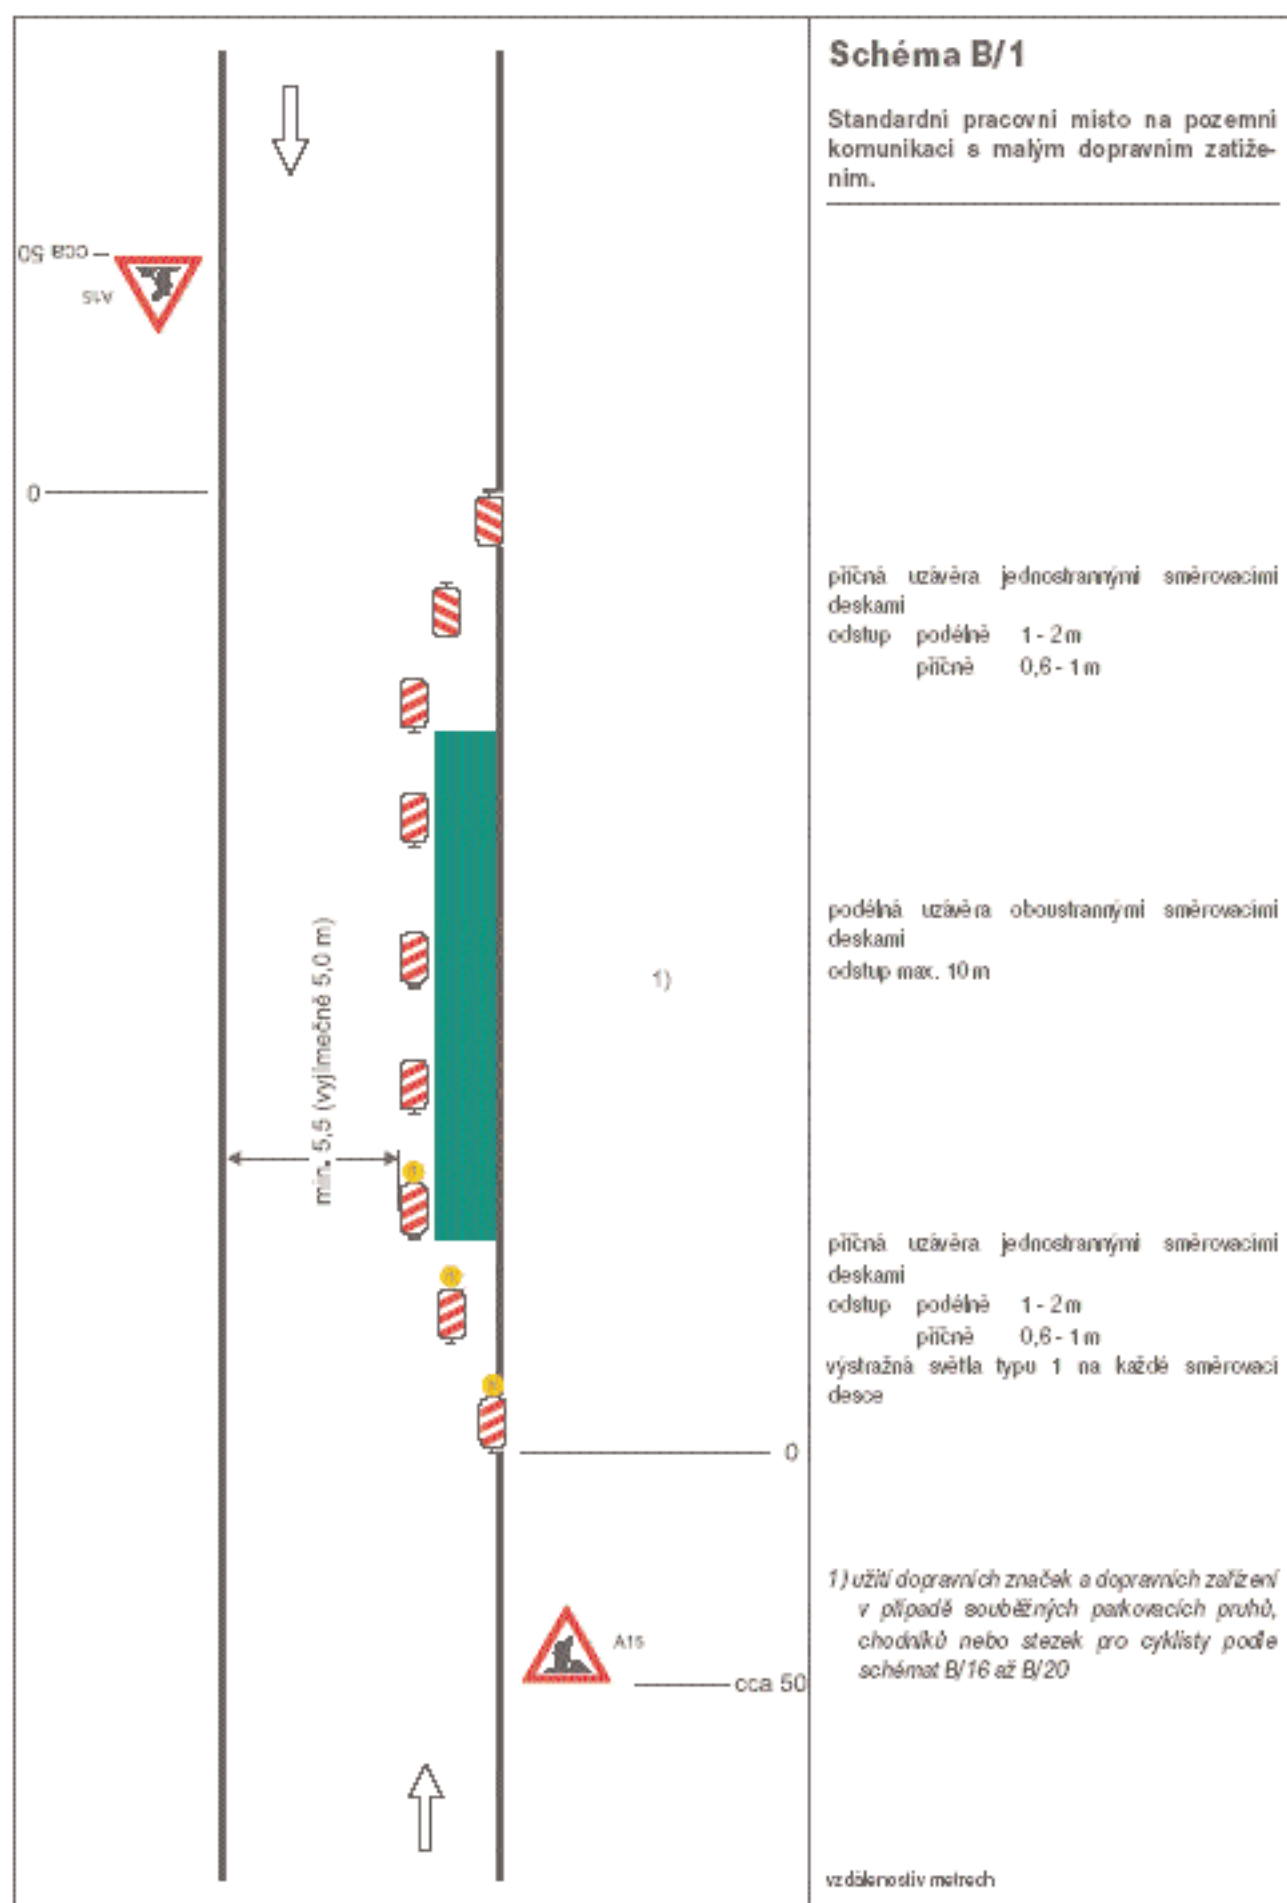 Schéma B/1
Standardní pracovní místo na pozemní
komunikaci s malým dopravním zatíže-
ním.
cca 50
A15
0
příčná uzávěra jednostrannými směrovacími
deskami
odstup podélně 1 - 2 m
příčně 0,6 - 1 m
podélná uzávěra oboustrannými směrovacími
deskami
odstup max. 10 m
1)
min. 5,5 (vyjímečně 5,0 m)
příčná uzávěra jednostrannými směrovacími
deskami
odstup podélně 1 - 2 m
příčně 0,6 - 1 m
výstražná světla typu 1 na každé směrovací
desce
0
1) užití dopravních značek a dopravních zařízení
v případě souběžných parkovacích pruhů,
chodníků nebo stezek pro cyklisty podle
schémat B/16 až B/20
A15
cca 50
vzdálenosti v metrech